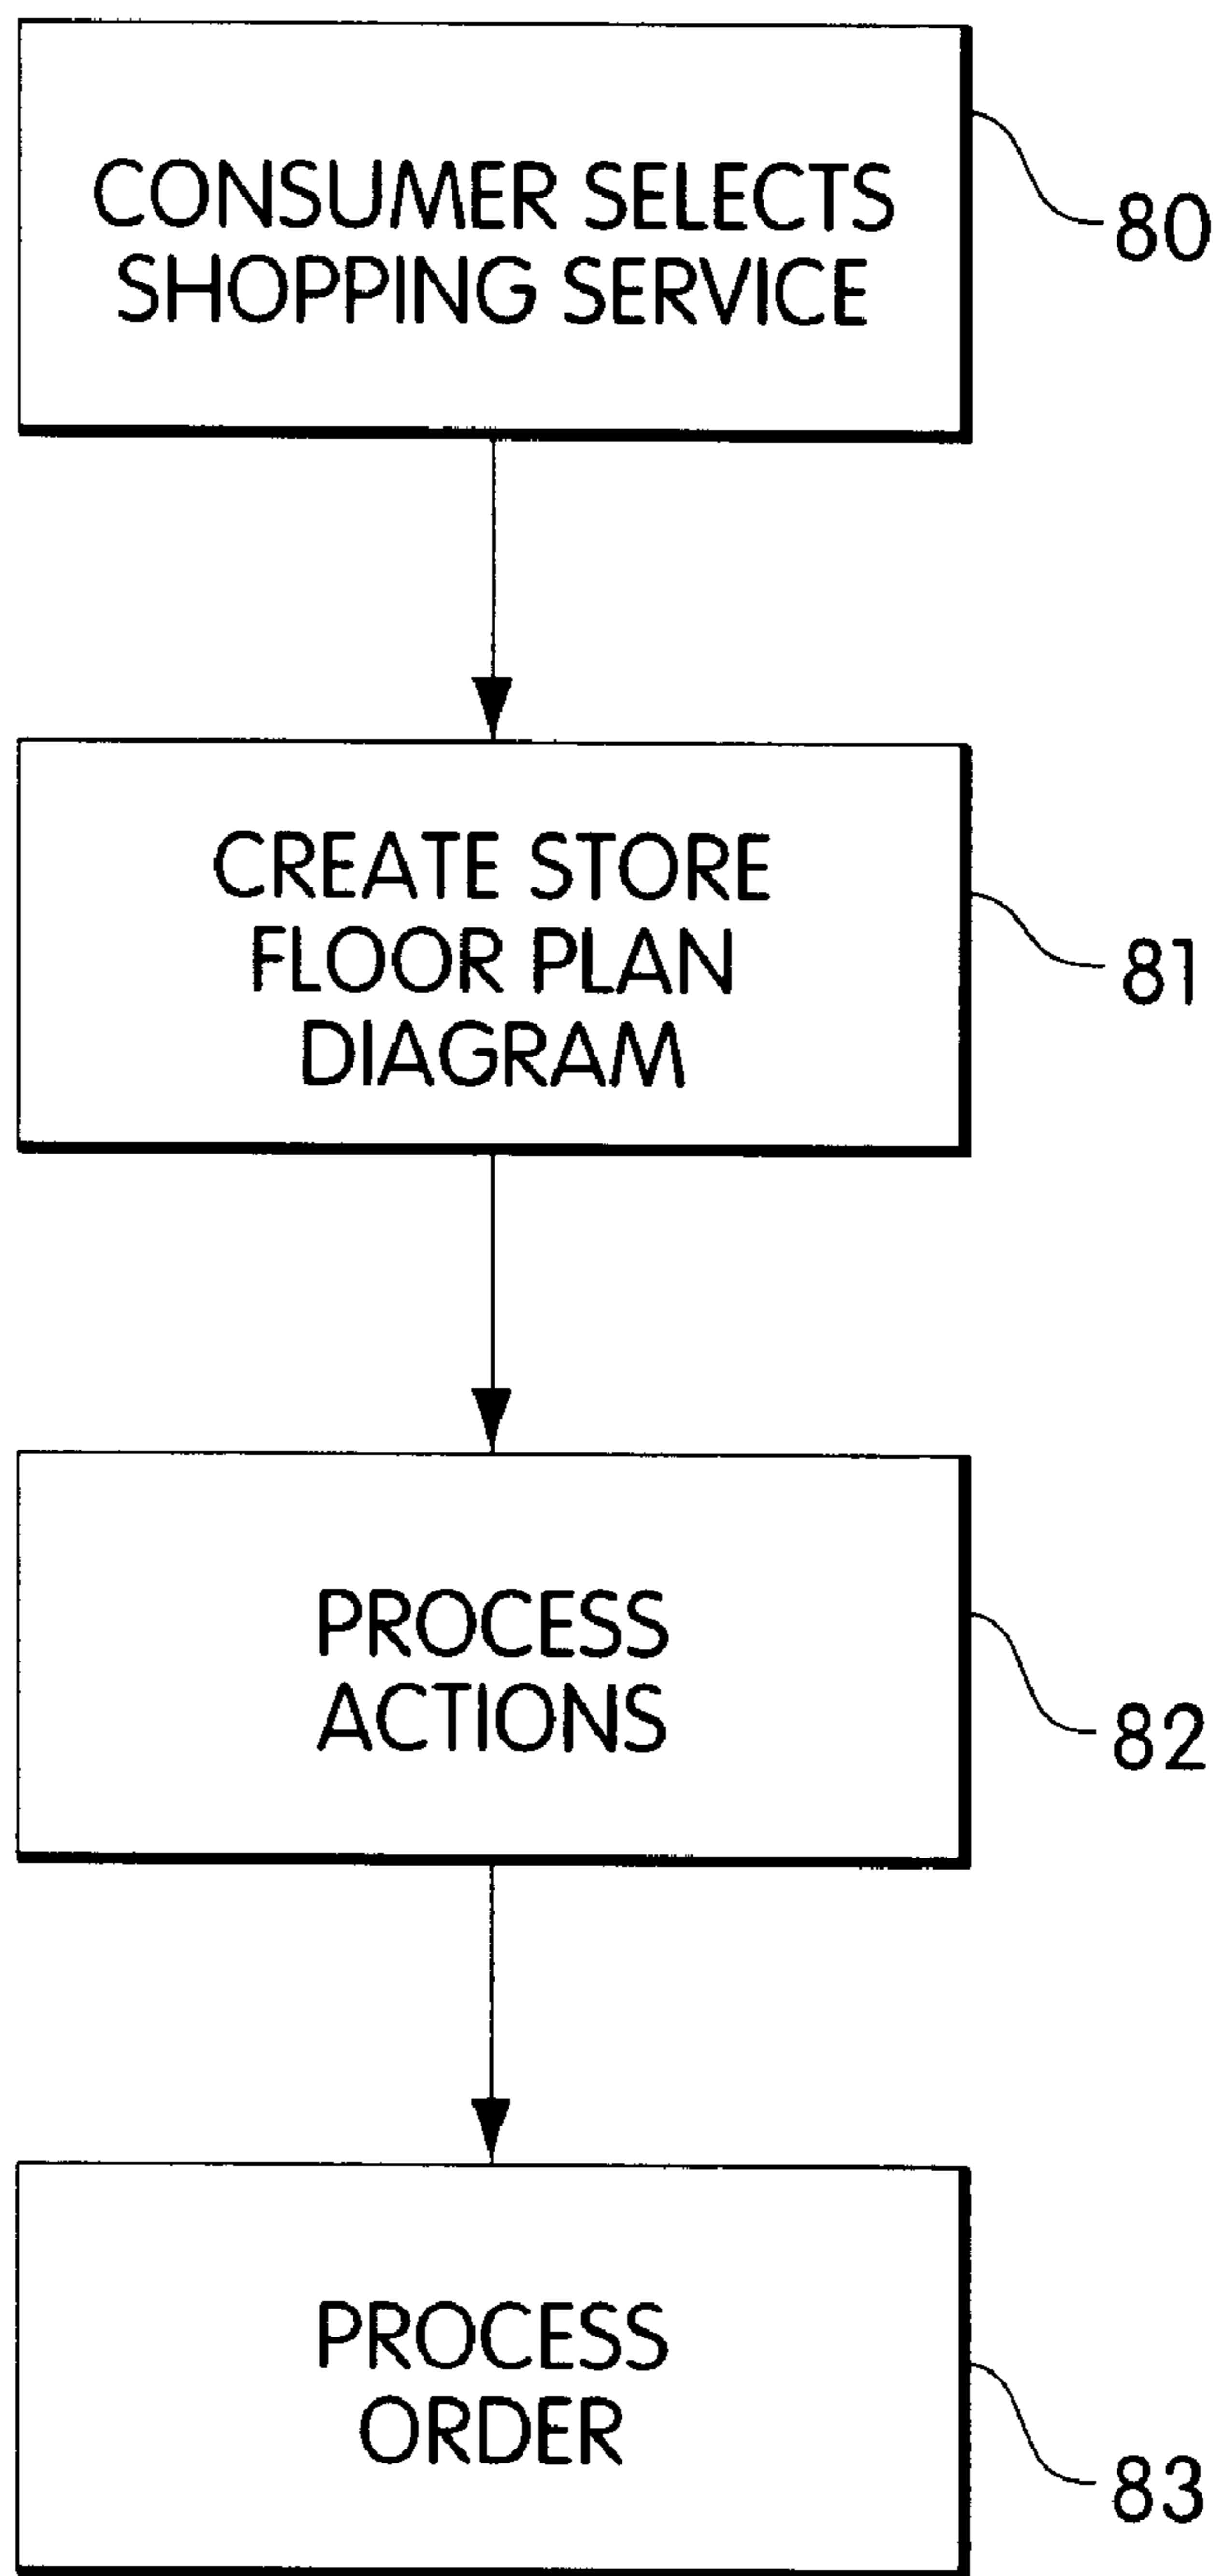 CONSUMER SELECTS
SHOPPING SERVICE
80
CREATE STORE
FLOOR PLAN
DIAGRAM
81
PROCESS
ACTIONS
82
PROCESS
ORDER
83